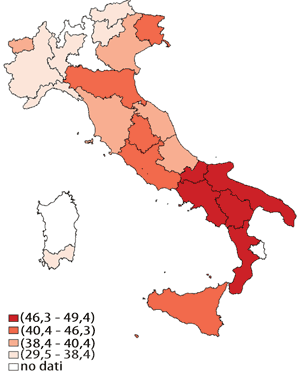 (46,3 - 49,4)
(40,4 - 46,3)
(38,4 - 40,4)
(29,5 - 38,4)
no dati